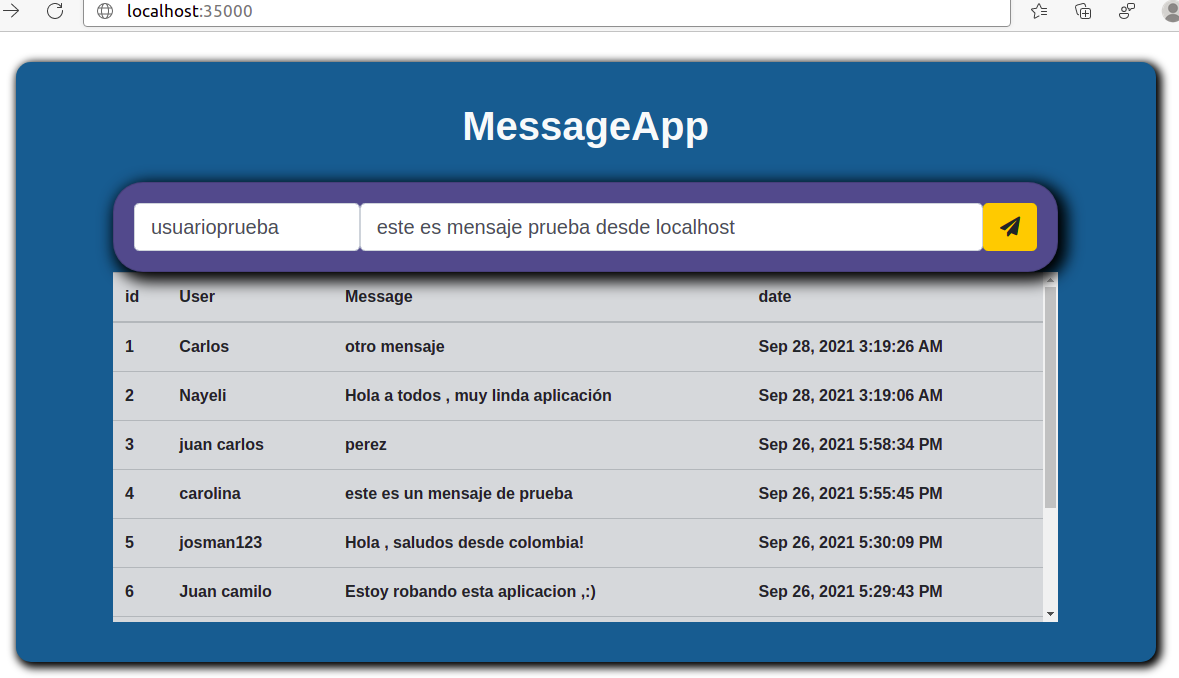 localhost:35000
MessageApp
usuarioprueba este es mensaje prueba desde localhost
id User Message date
1 Carlos otro mensaje Sep 28, 2021 3:19:26 AM
2 Nayeli Hola a todos , muy linda aplicación Sep 28, 2021 3:19:06 AM
3 juan carlos perez Sep 26, 2021 5:58:34 PM
4 carolina este es un mensaje de prueba Sep 26, 2021 5:55:45 PM
5 josman123 Hola , saludos desde colombia! Sep 26, 2021 5:30:09 PM
6 Juan camilo Estoy robando esta aplicacion ,:) Sep 26, 2021 5:29:43 PM